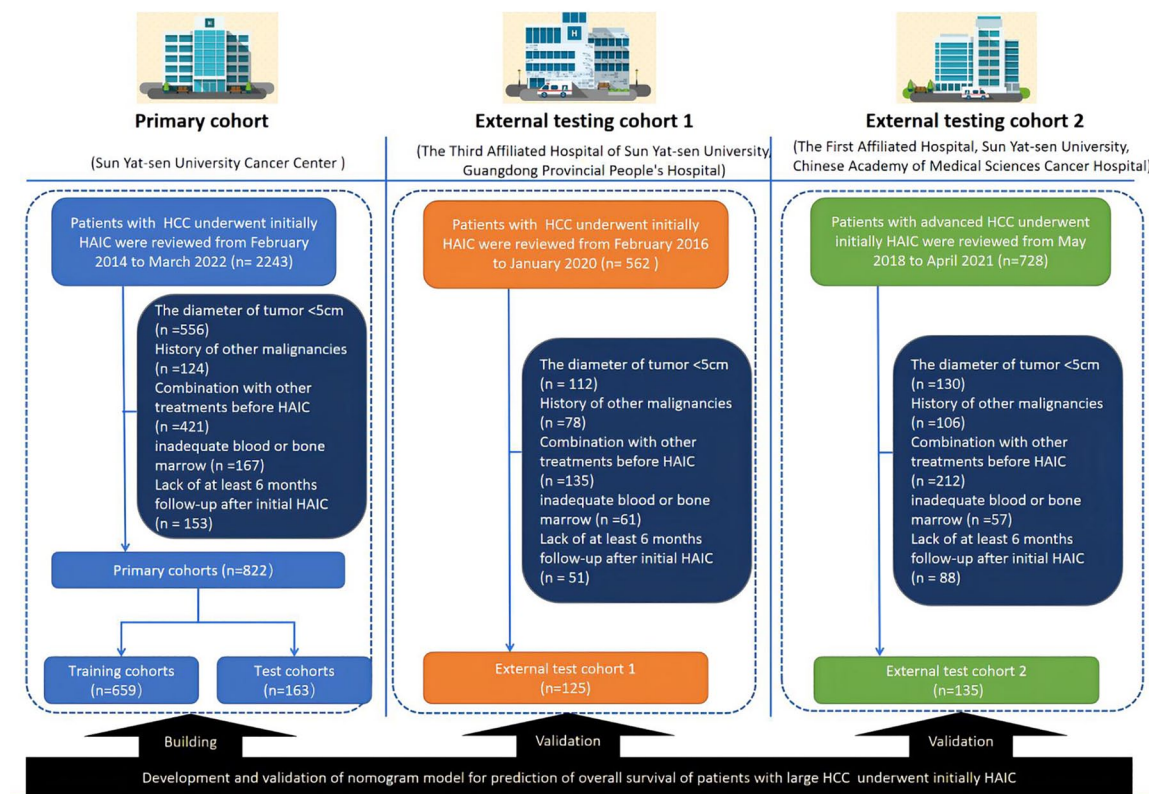 H
H
Primary cohort
(Sun Yat-sen University Cancer Center )
Patients with HCC underwent initially
HAIC were reviewed from February
2014 to March 2022 (n= 2243)
The diameter of tumor <5cm
(n =556)
History of other malignancies
(n =124)
Combination with other
treatments before HAIC
(n =421)
inadequate blood or bone
marrow (n =167)
Lack of at least 6 months
follow-up after initial HAIC
(n = 153)
Primary cohorts (n=822)
Training cohorts
(n=659)
Test cohorts
(n=163)
Building
External testing cohort 1
(The Third Affiliated Hospital of Sun Yat-sen University,
Guangdong Provincial People's Hospital)
Patients with HCC underwent initially
HAIC were reviewed from February 2016
to January 2020 (n= 562 )
The diameter of tumor <5cm
(n = 112)
History of other malignancies
(n =78)
Combination with other
treatments before HAIC
(n =135)
inadequate blood or bone
marrow (n =61)
Lack of at least 6 months
follow-up after initial HAIC
(n = 51)
External test cohort 1
(n=125)
Validation
External testing cohort 2
(The First Affiliated Hospital, Sun Yat-sen University,
Chinese Academy of Medical Sciences Cancer Hospital)
Patients with advanced HCC underwent
initially HAIC were reviewed from May
2018 to April 2021 (n=728)
The diameter of tumor <5cm
(n =130)
History of other malignancies
(n =106)
Combination with other
treatments before HAIC
(n =212)
inadequate blood or bone
marrow (n =57)
Lack of at least 6 months
follow-up after initial HAIC
(n = 88)
External test cohort 2
(n=135)
Validation
Development and validation of nomogram model for prediction of overall survival of patients with large HCC underwent initially HAIC